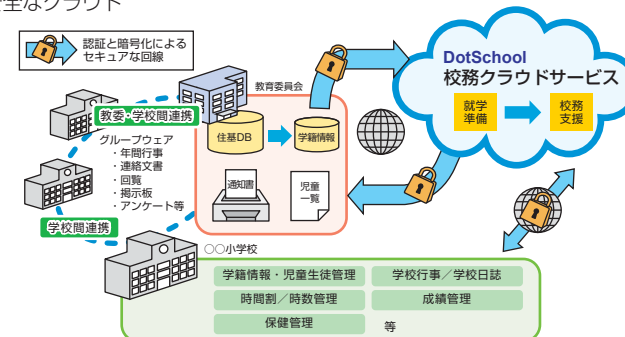 安全なクラウド
認証と暗号化による
セキュアな回線
教育委員会
DotSchool
校務クラウドサービス
就学
準備
校務
支援
教委・学校間連携
住基DB
学籍情報
グループウェア
・年間行事
・連絡文書
・回覧
・掲示板
・アンケート等
通知書
児童
一覧
学校間連携
○○小学校
学籍情報・児童生徒管理
学校行事／学校日誌
時間割／時数管理
成績管理
保健管理
等